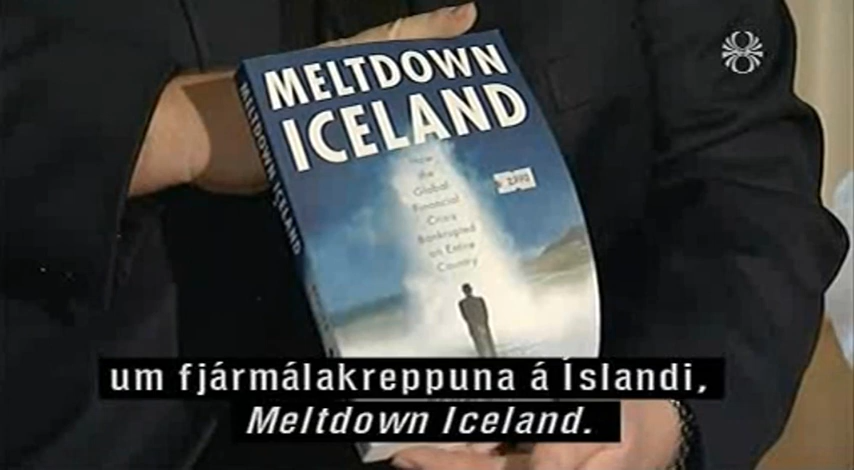 MELTDOWN
ICELAND
MELTDOWN ICELAND
How
the
Global
Financial
Crisis
Bankrupted
an Entire
Country
um fjármálakreppuna á Íslandi,
Meltdown Iceland.